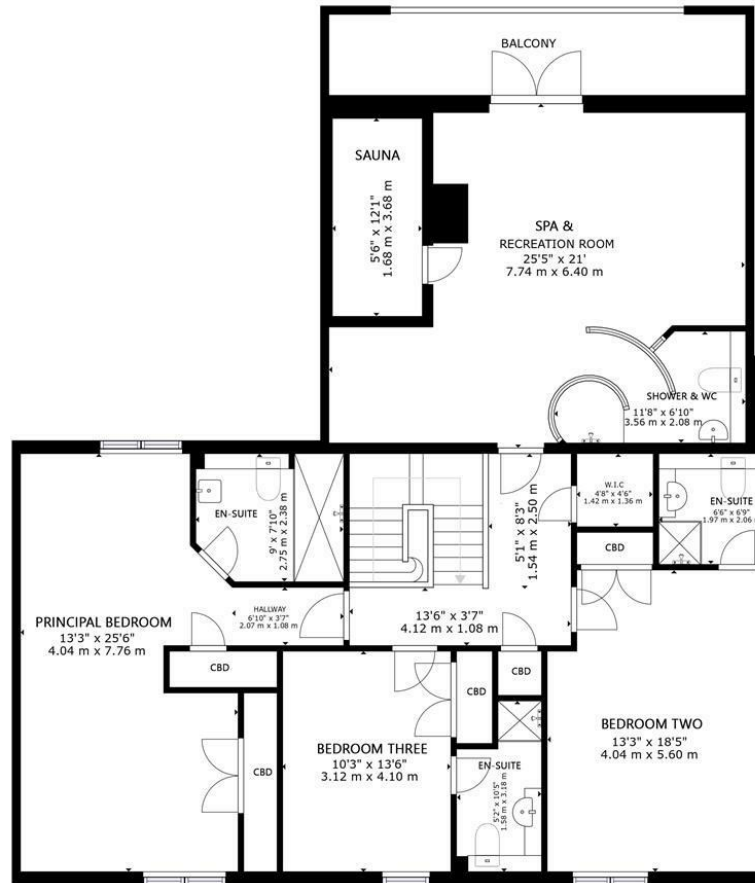 BALCONY
SAUNA
5'6" x 12'1"
1.68 m x 3.68 m
SPA &
RECREATION ROOM
25'5" x 21'
7.74 m x 6.40 m
SHOWER & WC
11'8" x 6'10"
3.56 m x 2.08 m
EN-SUITE
9' x 7'10"
2.75 m x 2.38 m
5'1" x 8'3"
1.54 m x 2.50 m
W.I.C
4'8" x 4'6"
1.42 m x 1.36 m
EN-SUITE
6'6" x 6'9"
1.97 m x 2.06 m
CBD
PRINCIPAL BEDROOM
13'3" x 25'6"
4.04 m x 7.76 m
HALLWAY
6'10" x 3'7"
2.07 m x 1.08 m
13'6" x 3'7"
4.12 m x 1.08 m
CBD
CBD
CBD
CBD
BEDROOM THREE
10'3" x 13'6"
3.12 m x 4.10 m
EN-SUITE
5'2" x 10'5"
1.58 m x 3.18 m
BEDROOM TWO
13'3" x 18'5"
4.04 m x 5.60 m